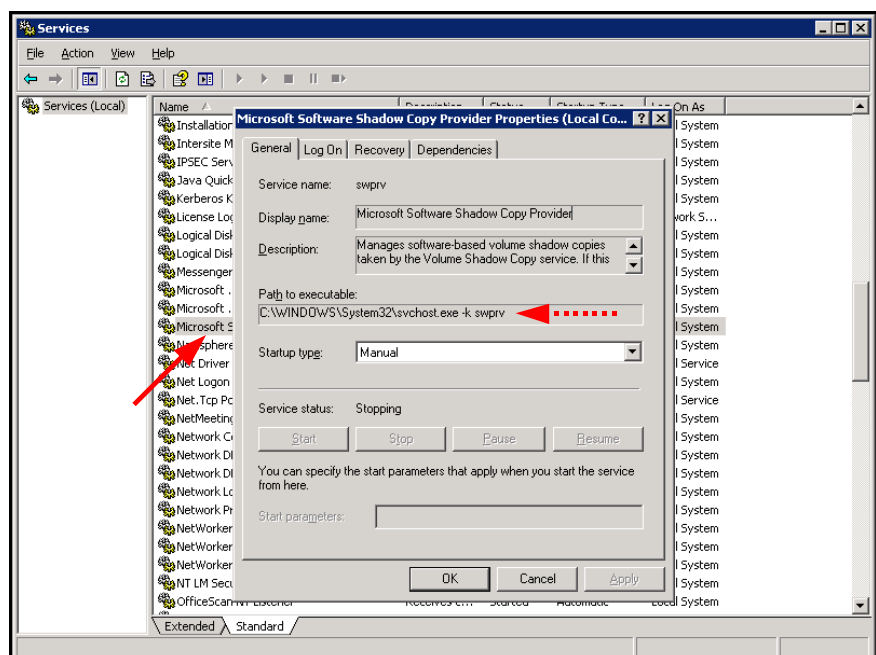 Services
File Action View Help
Services (Local)
Name
On As
Microsoft Software Shadow Copy Provider Properties (Local Co...
Installation
l System
Intersite M
l System
IPSEC Serv
l System
Java Quick
l System
Kerberos K
l System
License Log
work S...
Logical Disk
l System
Logical Disk
l System
Messenger
l System
Microsoft .
l System
Microsoft .
l System
Microsoft S
l System
l System
Net Driver
l Service
Net Logon
l System
Net.Tcp Po
l Service
NetMeeting
l System
Network C
l System
Network D
l System
Network D
l System
Network Lo
l System
Network Pr
l System
NetWorker
l System
NetWorker
l System
NetWorker
l System
NT LM Secu
l System
OfficeScan NT Listener Receives e... Started Automatic Local System
General Log On Recovery Dependencies
Service name: swprv
Display name: Microsoft Software Shadow Copy Provider
Description: Manages software-based volume shadow copies
taken by the Volume Shadow Copy service. If this
Path to executable:
C:\WINDOWS\System32\svchost.exe -k swprv
Startup type: Manual
Service status: Stopping
Start Stop Pause Resume
You can specify the start parameters that apply when you start the service
from here.
Start parameters:
OK Cancel Apply
Extended Standard